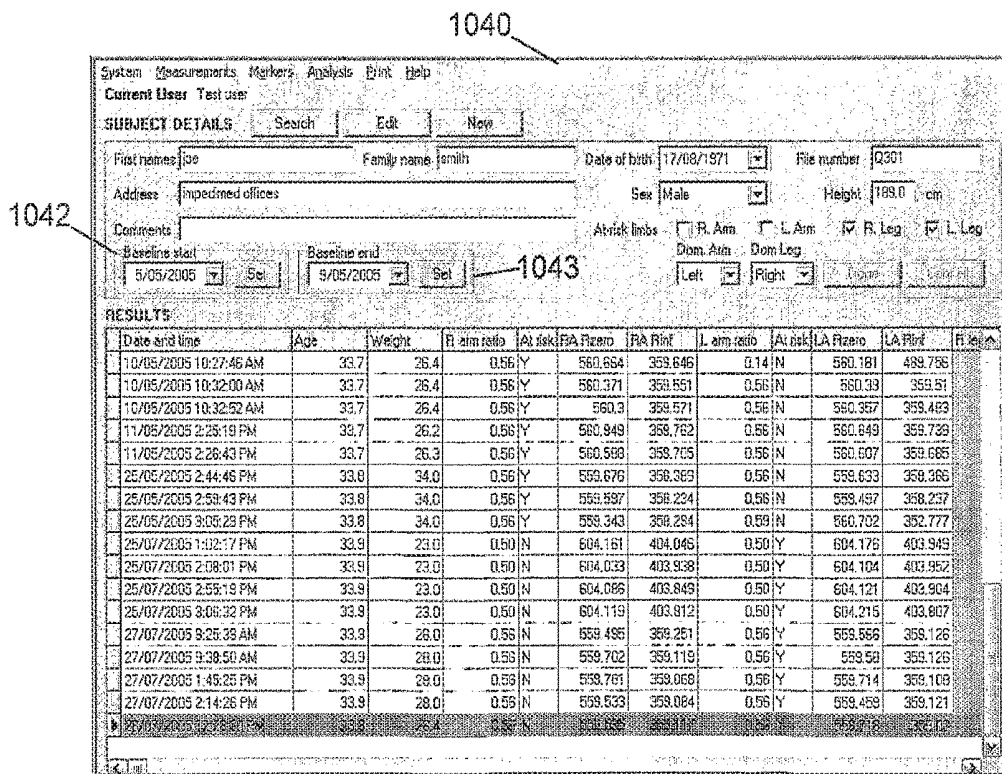 1040
System Measurements Markers Analysis Print Help
Current User Test user
SUBJECT DETAILS Search Edit New
First names joe Family name smith Date of birth 17/08/1971 File number Q301
Address impedmed offices Sex Male Height 189.0 cm
1042
Comments At risk limbs R. Arm L. Arm R. Leg L. Leg
Baseline start Baseline end Dom. Arm Dom Leg
5/05/2005 Set 9/05/2005 Set 1043 Left Right
RESULTS
Date and time Age Weight R arm ratio At risk RA Rzero RA Rinf L arm ratio At risk LA Rzero LA Rinf R leg
10/05/2005 10:27:46 AM 33.7 26.4 0.56 Y 560.664 359.646 0.14 N 560.181 489.756
10/05/2005 10:32:00 AM 33.7 26.4 0.56 Y 560.371 359.551 0.56 N 560.33 359.51
10/05/2005 10:32:52 AM 33.7 26.4 0.56 Y 560.3 359.571 0.56 N 560.357 359.493
11/05/2005 2:25:19 PM 33.7 26.2 0.56 Y 560.949 359.762 0.56 N 560.649 359.739
11/05/2005 2:26:43 PM 33.7 26.3 0.56 Y 560.588 359.705 0.56 N 560.607 359.685
25/05/2005 2:44:46 PM 33.8 34.0 0.56 Y 559.676 358.369 0.56 N 559.633 358.366
25/05/2005 2:59:43 PM 33.8 34.0 0.56 Y 559.597 358.234 0.56 N 559.497 358.237
25/05/2005 3:05:29 PM 33.8 34.0 0.56 Y 559.343 358.294 0.59 N 560.702 352.777
25/07/2005 1:02:17 PM 33.9 23.0 0.50 N 604.161 404.046 0.50 Y 604.176 403.949
25/07/2005 2:08:01 PM 33.9 23.0 0.50 N 604.033 403.938 0.50 Y 604.104 403.952
25/07/2005 2:55:19 PM 33.9 23.0 0.50 N 604.086 403.849 0.50 Y 604.121 403.904
25/07/2005 3:06:32 PM 33.9 23.0 0.50 N 604.119 403.812 0.50 Y 604.215 403.807
27/07/2005 9:25:39 AM 33.9 28.0 0.56 N 559.495 359.251 0.56 Y 559.566 359.126
27/07/2005 9:38:50 AM 33.9 28.0 0.56 N 559.702 359.119 0.56 Y 559.58 359.126
27/07/2005 1:45:25 PM 33.9 28.0 0.56 N 559.761 359.068 0.56 Y 559.714 359.108
27/07/2005 2:14:26 PM 33.9 28.0 0.56 N 559.533 359.084 0.56 Y 559.459 359.121